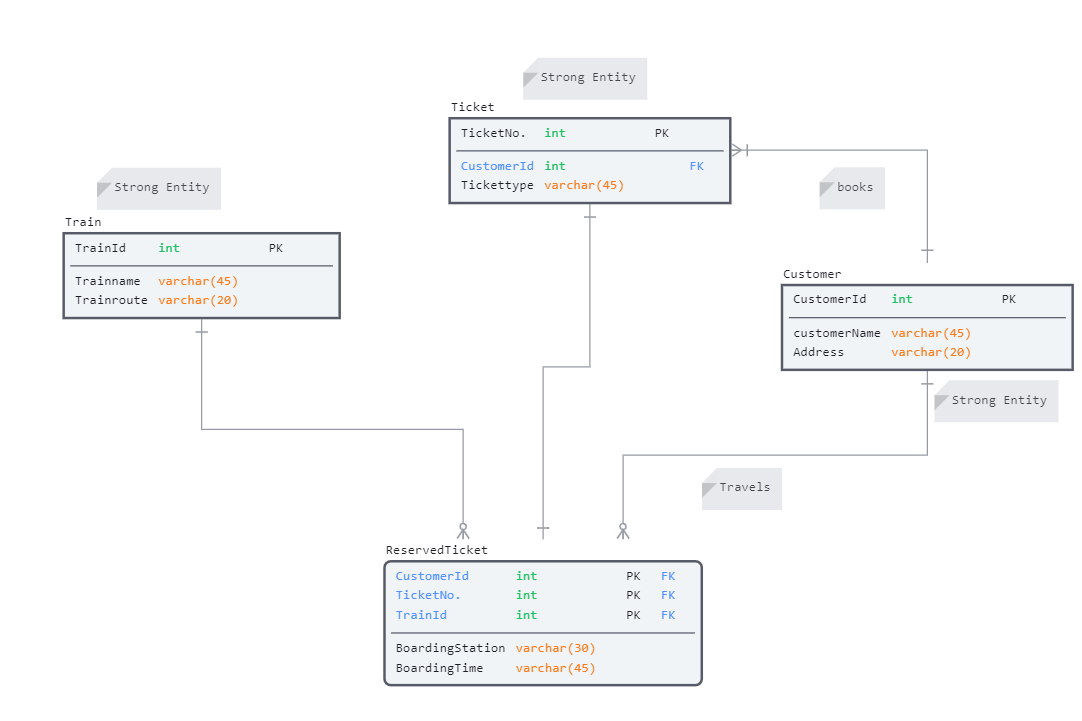 Strong Entity
Ticket
TicketNo. int PK
CustomerId int FK
Tickettype varchar(45)
books
Strong Entity
Train
TrainId int PK
Trainname varchar(45)
Trainroute varchar(20)
Customer
CustomerId int PK
customerName varchar(45)
Address varchar(20)
Strong Entity
Travels
ReservedTicket
CustomerId int PK FK
TicketNo. int PK FK
TrainId int PK FK
BoardingStation varchar(30)
BoardingTime varchar(45)